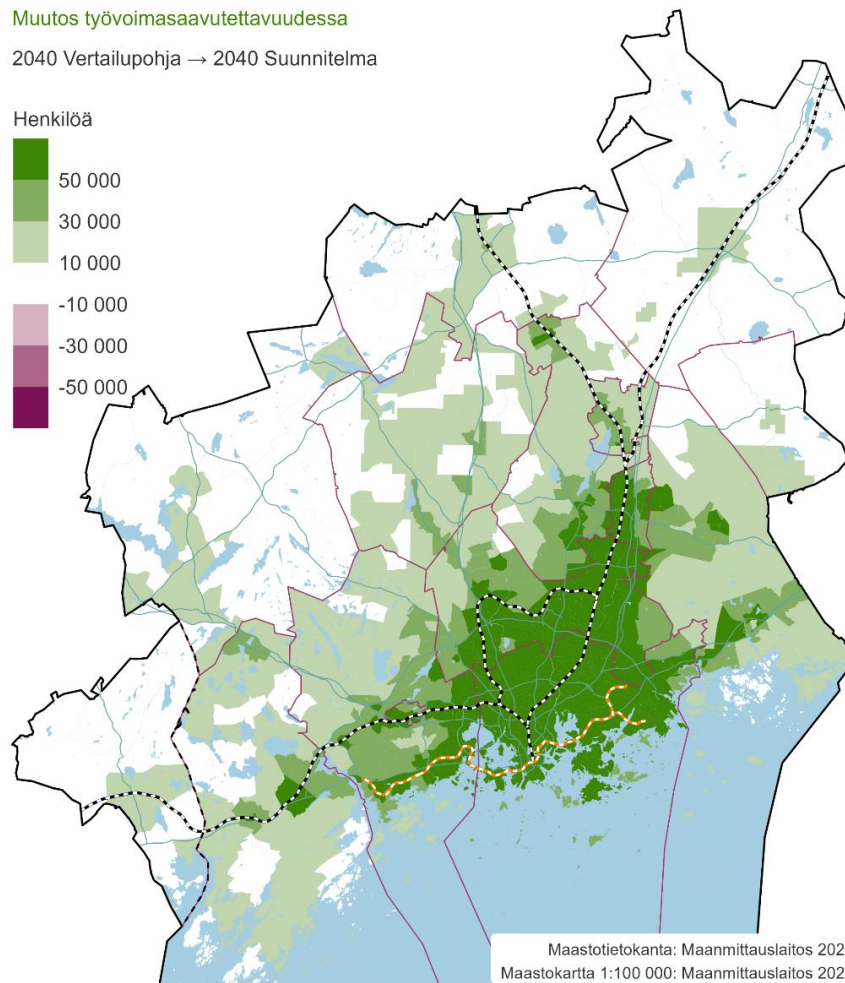 Muutos työvoimasaavutettavuudessa
2040 Vertailupohja → 2040 Suunnitelma
Henkilöä
50 000
30 000
10 000
-10 000
-30 000
-50 000
Maastotietokanta: Maanmittauslaitos 202
Maastokartta 1:100 000: Maanmittauslaitos 202